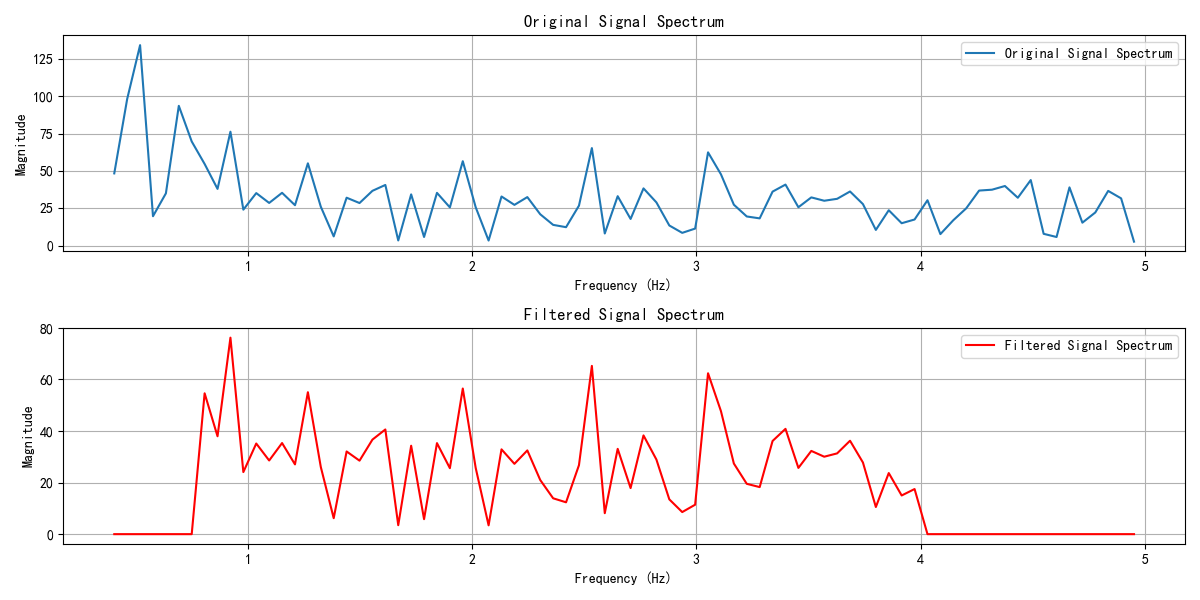 Original Signal Spectrum
Original Signal Spectrum
Magnitude
125
100
75
50
25
0
1 2 3 4 5
Frequency (Hz)
Filtered Signal Spectrum
Filtered Signal Spectrum
Magnitude
80
60
40
20
0
1 2 3 4 5
Frequency (Hz)